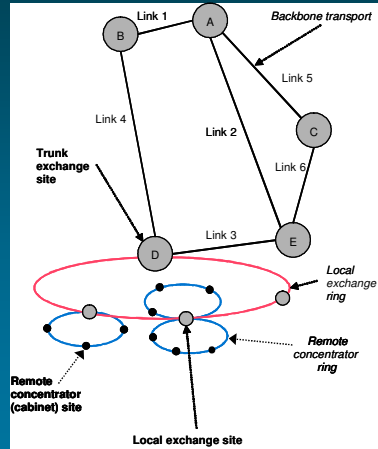 Link 1
Backbone transport
A
B
Link 5
Link 4
Link 2
C
Trunk
exchange
site
Link 6
Link 3
E
D
Local
exchange
ring
Remote
concentrator
ring
Remote
concentrator
(cabinet) site
Local exchange site